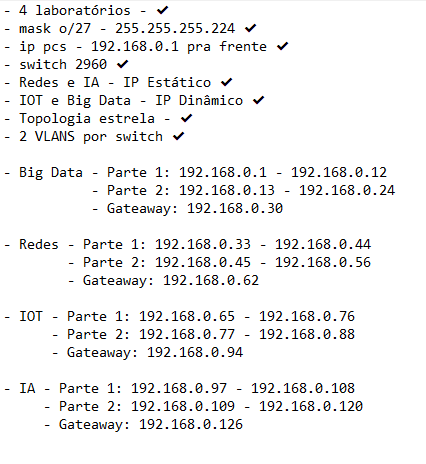 - 4 laboratórios - ✔
- mask o/27 - 255.255.255.224 ✔
- ip pcs - 192.168.0.1 pra frente ✔
- switch 2960 ✔
- Redes e IA - IP Estático ✔
- IOT e Big Data - IP Dinâmico ✔
- Topologia estrela - ✔
- 2 VLANS por switch ✔
- Big Data - Parte 1: 192.168.0.1 - 192.168.0.12
- Parte 2: 192.168.0.13 - 192.168.0.24
- Gateaway: 192.168.0.30
- Redes - Parte 1: 192.168.0.33 - 192.168.0.44
- Parte 2: 192.168.0.45 - 192.168.0.56
- Gateaway: 192.168.0.62
- IOT - Parte 1: 192.168.0.65 - 192.168.0.76
- Parte 2: 192.168.0.77 - 192.168.0.88
- Gateaway: 192.168.0.94
- IA - Parte 1: 192.168.0.97 - 192.168.0.108
- Parte 2: 192.168.0.109 - 192.168.0.120
- Gateaway: 192.168.0.126